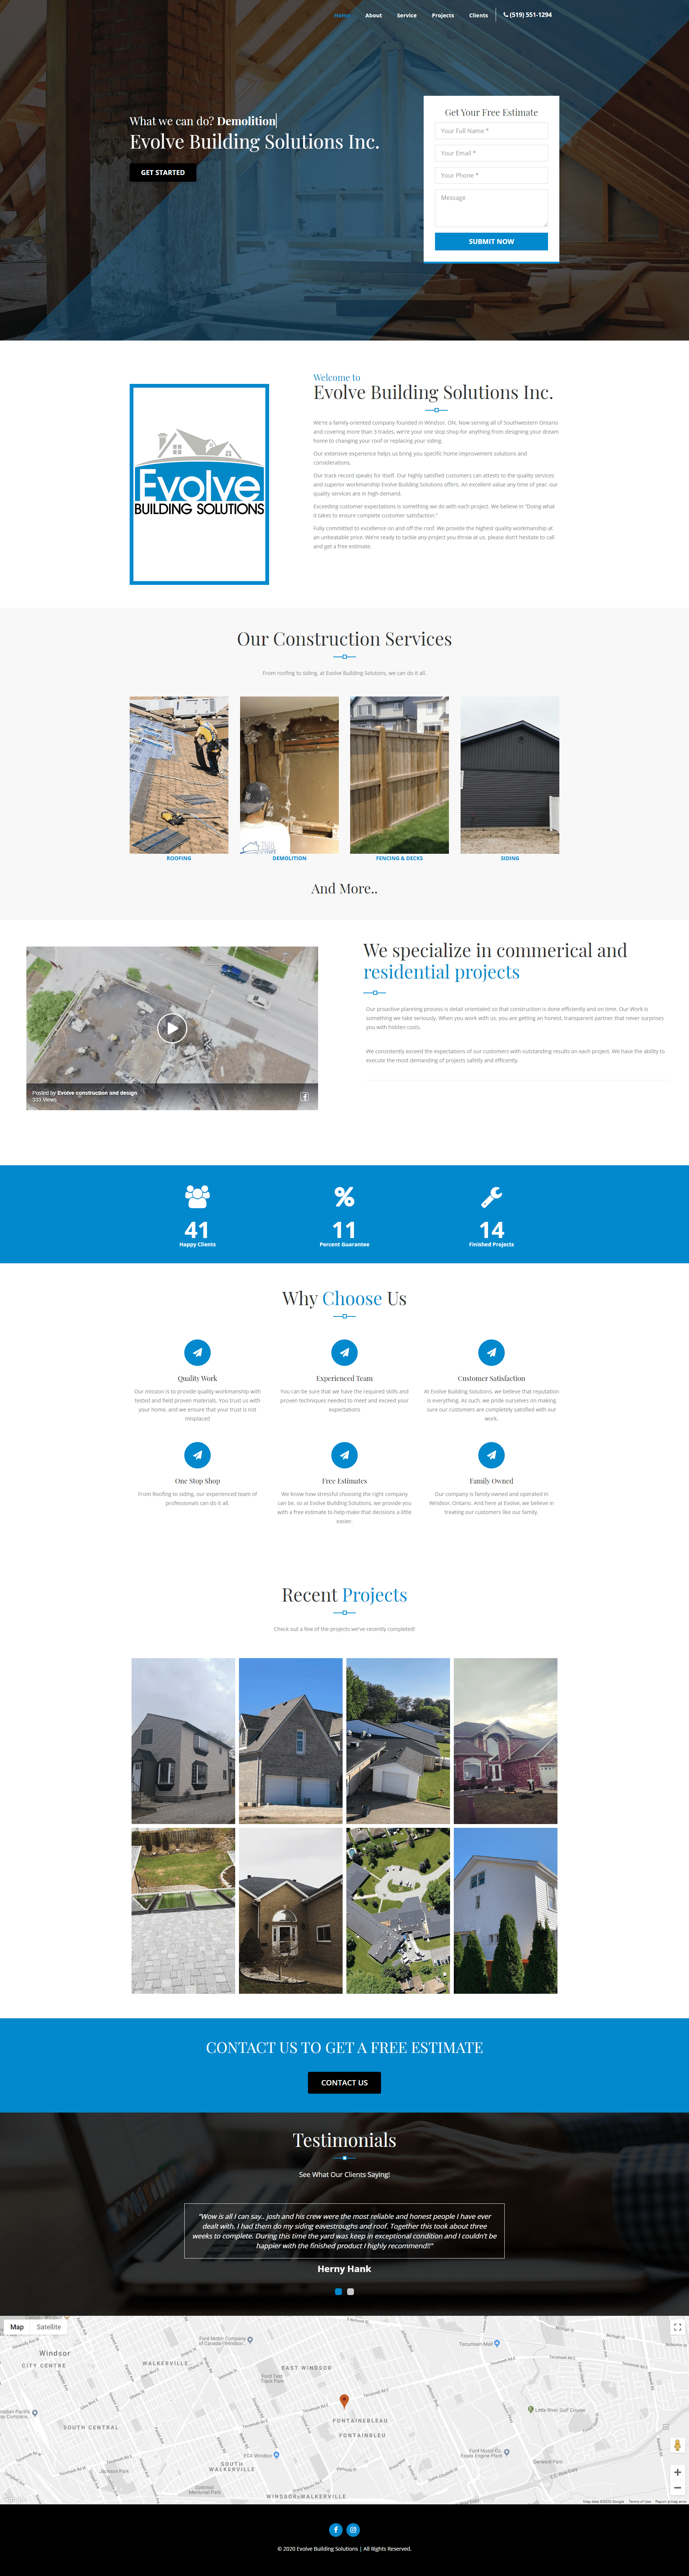 Home About Service Projects Clients (519) 551-1294
What we can do? Demolition
Evolve Building Solutions Inc.
GET STARTED
Get Your Free Estimate
Your Full Name *
Your Email *
Your Phone *
Message
SUBMIT NOW
Evolve
BUILDING SOLUTIONS
Welcome to
Evolve Building Solutions Inc.
We're a family-oriented company founded in Windsor, ON. Now serving all of Southwestern Ontario
and covering more than 3 trades, we're your one stop shop for anything from designing your dream
home to changing your roof or replacing your siding.
Our extensive experience helps us bring you specific home improvement solutions and
considerations.
Our track record speaks for itself. Our highly satisfied customers can attests to the quality services
and superior workmanship Evolve Building Solutions offers. An excellent value any time of year, our
quality services are in high demand.
Exceeding customer expectations is something we do with each project. We believe in "Doing what
it takes to ensure complete customer satisfaction."
Fully committed to excellence on and off the roof. We provide the highest quality workmanship at
an unbeatable price. We're ready to tackle any project you throw at us, please don't hesitate to call
and get a free estimate.
Our Construction Services
From roofing to siding, at Evolve Building Solutions, we can do it all.
ROOFING
DEMOLITION
FENCING & DECKS
SIDING
And More..
We specialize in commerical and
residential projects
Our proactive planning process is detail orientated so that construction is done efficiently and on time. Our Work is
something we take seriously. When you work with us, you are getting an honest, transparent partner that never surprises
you with hidden costs.
We consistently exceed the expectations of our customers with outstanding results on each project. We have the ability to
execute the most demanding of projects safetly and efficently.
Posted by Evolve construction and design
333 Views
41
Happy Clients
11
Percent Guarantee
14
Finished Projects
Why Choose Us
Quality Work
Our mission is to provide quality workmanship with
tested and field proven materials. You trust us with
your home, and we ensure that your trust is not
misplaced
Experienced Team
You can be sure that we have the required skills and
proven techniques needed to meet and exceed your
expectations
Customer Satisfaction
At Evolve Building Solutions, we believe that reputation
is everything. As such, we pride ourselves on making
sure our customers are completely satisfied with our
work.
One Stop Shop
From Roofing to siding, our experienced team of
professionals can do it all.
Free Estimates
We know how stressful choosing the right company
can be, so at Evolve Building Solutions, we provide you
with a free estimate to help make that decisions a little
easier.
Family Owned
Our company is family owned and operated in
Windsor, Ontario. And here at Evolve, we believe in
treating our customers like our family.
Recent Projects
Check out a few of the projects we've recently completed!
CONTACT US TO GET A FREE ESTIMATE
CONTACT US
Testimonials
See What Our Clients Saying!
"Wow is all I can say.. josh and his crew were the most reliable and honest people I have ever
dealt with. I had them do my siding eavestroughs and roof. Together this took about three
weeks to complete. During this time the yard was keep in exceptional condition and I couldn't be
happier with the finished product I highly recommend!!"
Herny Hank
Map Satellite
Windsor
CITY CENTRE
WALKERVILLE
Ford Motor Company
of Canada - Windsor...
EAST WINDSOR
Ford Test
Track Park
Tecumseh Mall
SOUTH CENTRAL
FONTAINEBLEAU
FONTAINBLEU
Little River Golf Course
FCA Windsor
SOUTH
WALKERVILLE
Jackson Park
Optimist
Memorial Park
WINDSOR-WALKERVILLE
Ford Motor Co.
Essex Engine Plant
Derwent Park
Map data ©2020 Google Terms of Use Report a map error
© 2020 Evolve Building Solutions | All Rights Reserved.